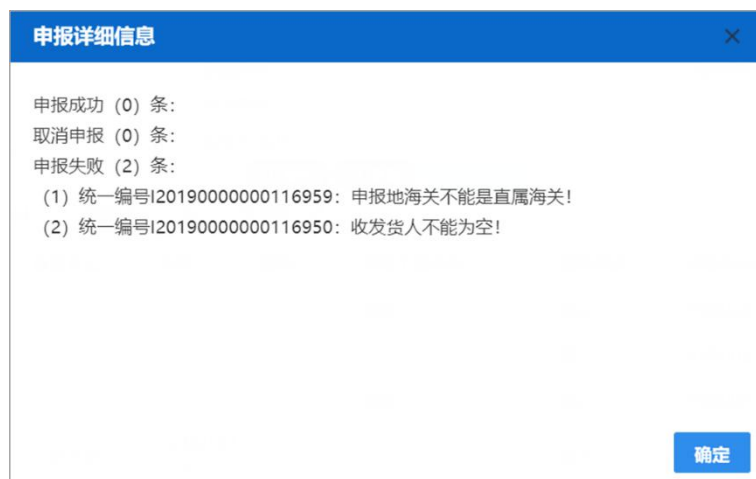 申报详细信息
申报成功（0）条：
取消申报（0）条：
申报失败（2）条：
（1）统一编号I20190000000116959：申报地海关不能是直属海关！
（2）统一编号I20190000000116950：收发货人不能为空！
确定